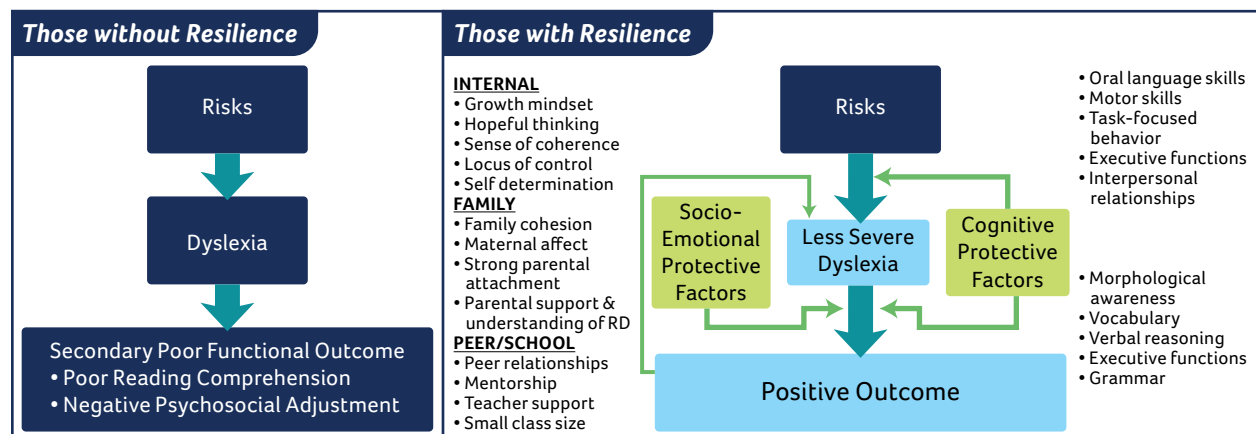 Those without Resilience
Risks
Dyslexia
Secondary Poor Functional Outcome
• Poor Reading Comprehension
• Negative Psychosocial Adjustment
Those with Resilience
INTERNAL
• Growth mindset
• Hopeful thinking
• Sense of coherence
• Locus of control
• Self determination
FAMILY
• Family cohesion
• Maternal affect
• Strong parental
attachment
• Parental support &
understanding of RD
PEER/SCHOOL
• Peer relationships
• Mentorship
• Teacher support
• Small class size
Risks
Socio-
Emotional
Protective
Factors
Less Severe
Dyslexia
Cognitive
Protective
Factors
Positive Outcome
• Oral language skills
• Motor skills
• Task-focused
behavior
• Executive functions
• Interpersonal
relationships
• Morphological
awareness
• Vocabulary
• Verbal reasoning
• Executive functions
• Grammar